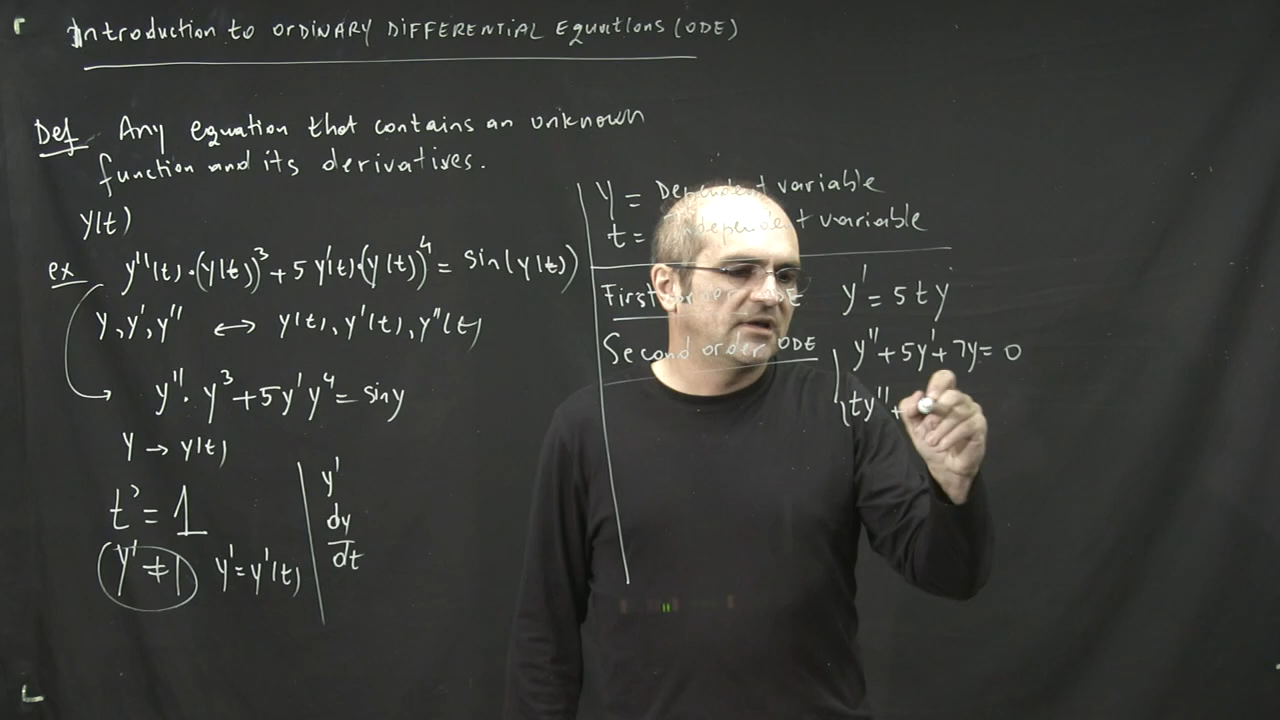 Introduction to ORDINARY DIFFERENTIAL Equations (ODE)
Def Any equation that contains an unknown
function and its derivatives.
y(t)
ex y''(t)·(y(t))³+5y'(t)·(y(t))⁴= sin(y(t))
y, y', y'' ↔ y(t), y'(t), y''(t)
→ y''· y³+5y'y⁴= sin y
y → y(t)
t' = 1
y' ≠ 1 y'=y'(t)
y'
dy
dt
y = Dependent variable
t = Independent variable
First order ODE y' = 5ty
Second order ODE y''+5y'+7y=0
ty''+